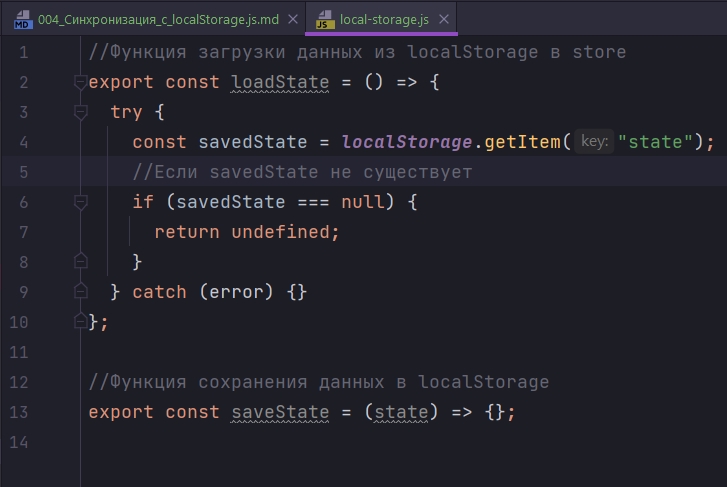 004_Синхронизация_с_localStorage.js.md
local-storage.js
1 //Функция загрузки данных из localStorage в store
2 export const loadState = () => {
3 try {
4 const savedState = localStorage.getItem( key: "state");
5 //Если savedState не существует
6 if (savedState === null) {
7 return undefined;
8 }
9 } catch (error) {}
10 };
11
12 //Функция сохранения данных в localStorage
13 export const saveState = (state) => {};
14